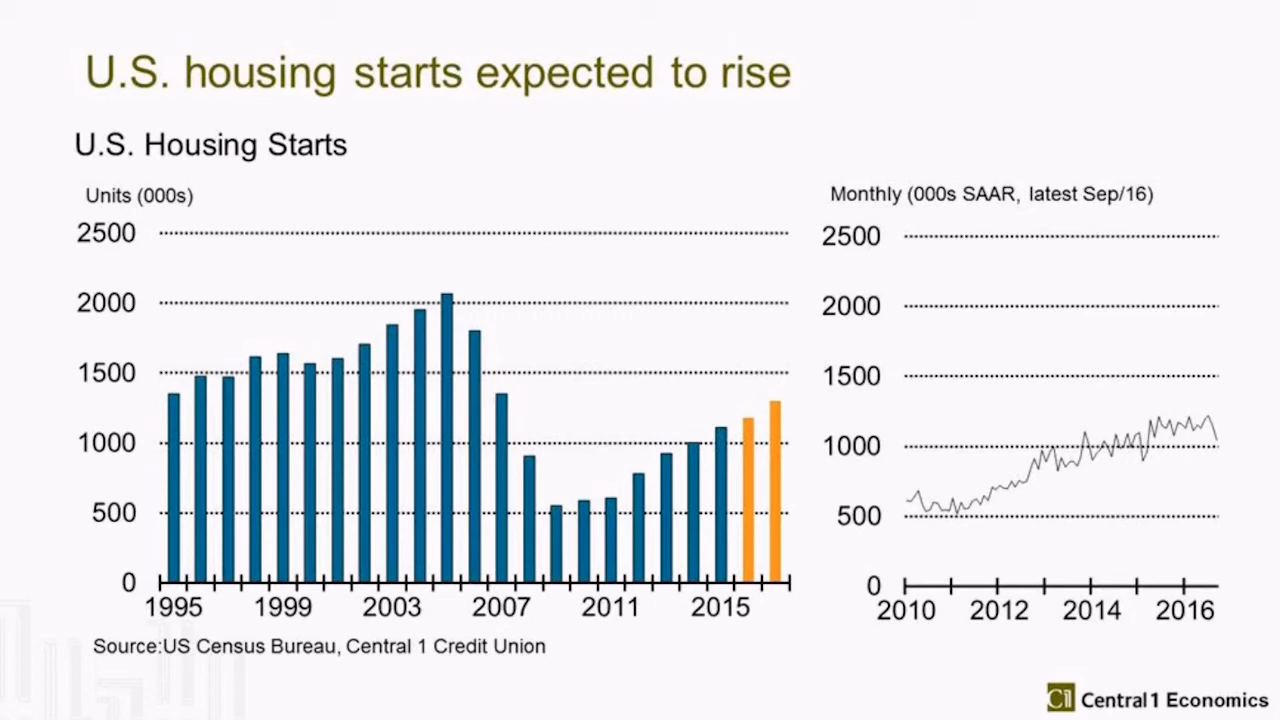 U.S. housing starts expected to rise
U.S. Housing Starts
Units (000s)
2500
2000
1500
1000
500
0
1995 1999 2003 2007 2011 2015
Monthly (000s SAAR, latest Sep/16)
2500
2000
1500
1000
500
0
2010 2012 2014 2016
Source:US Census Bureau, Central 1 Credit Union
C1 Central 1 Economics